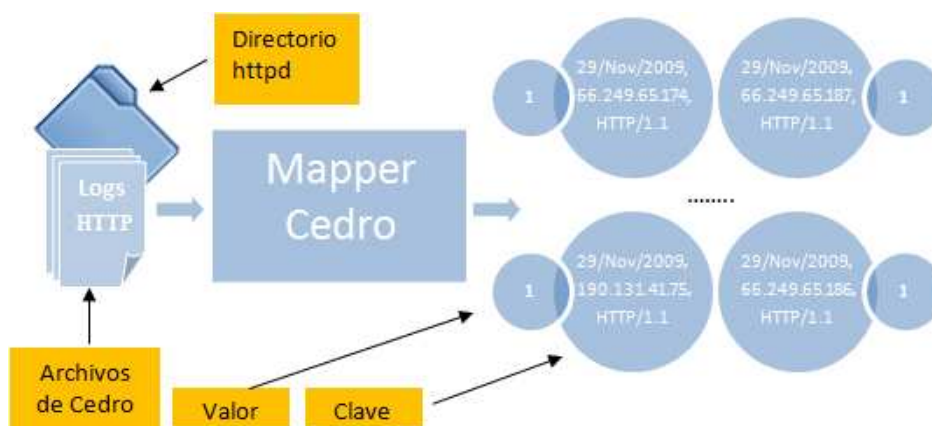 Directorio
httpd
Logs
HTTP
Mapper
Cedro
1
29/Nov/2009,
66.249.65.174,
HTTP/1.1
29/Nov/2009,
66.249.65.187,
HTTP/1.1
1
........
1
29/Nov/2009,
190.131.41.75,
HTTP/1.1
29/Nov/2009,
66.249.65.186,
HTTP/1.1
1
Archivos
de Cedro
Valor
Clave